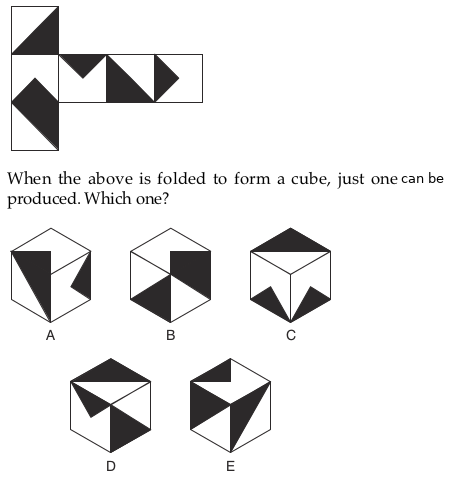 When the above is folded to form a cube, just one can be
produced. Which one?
A
B
C
D
E